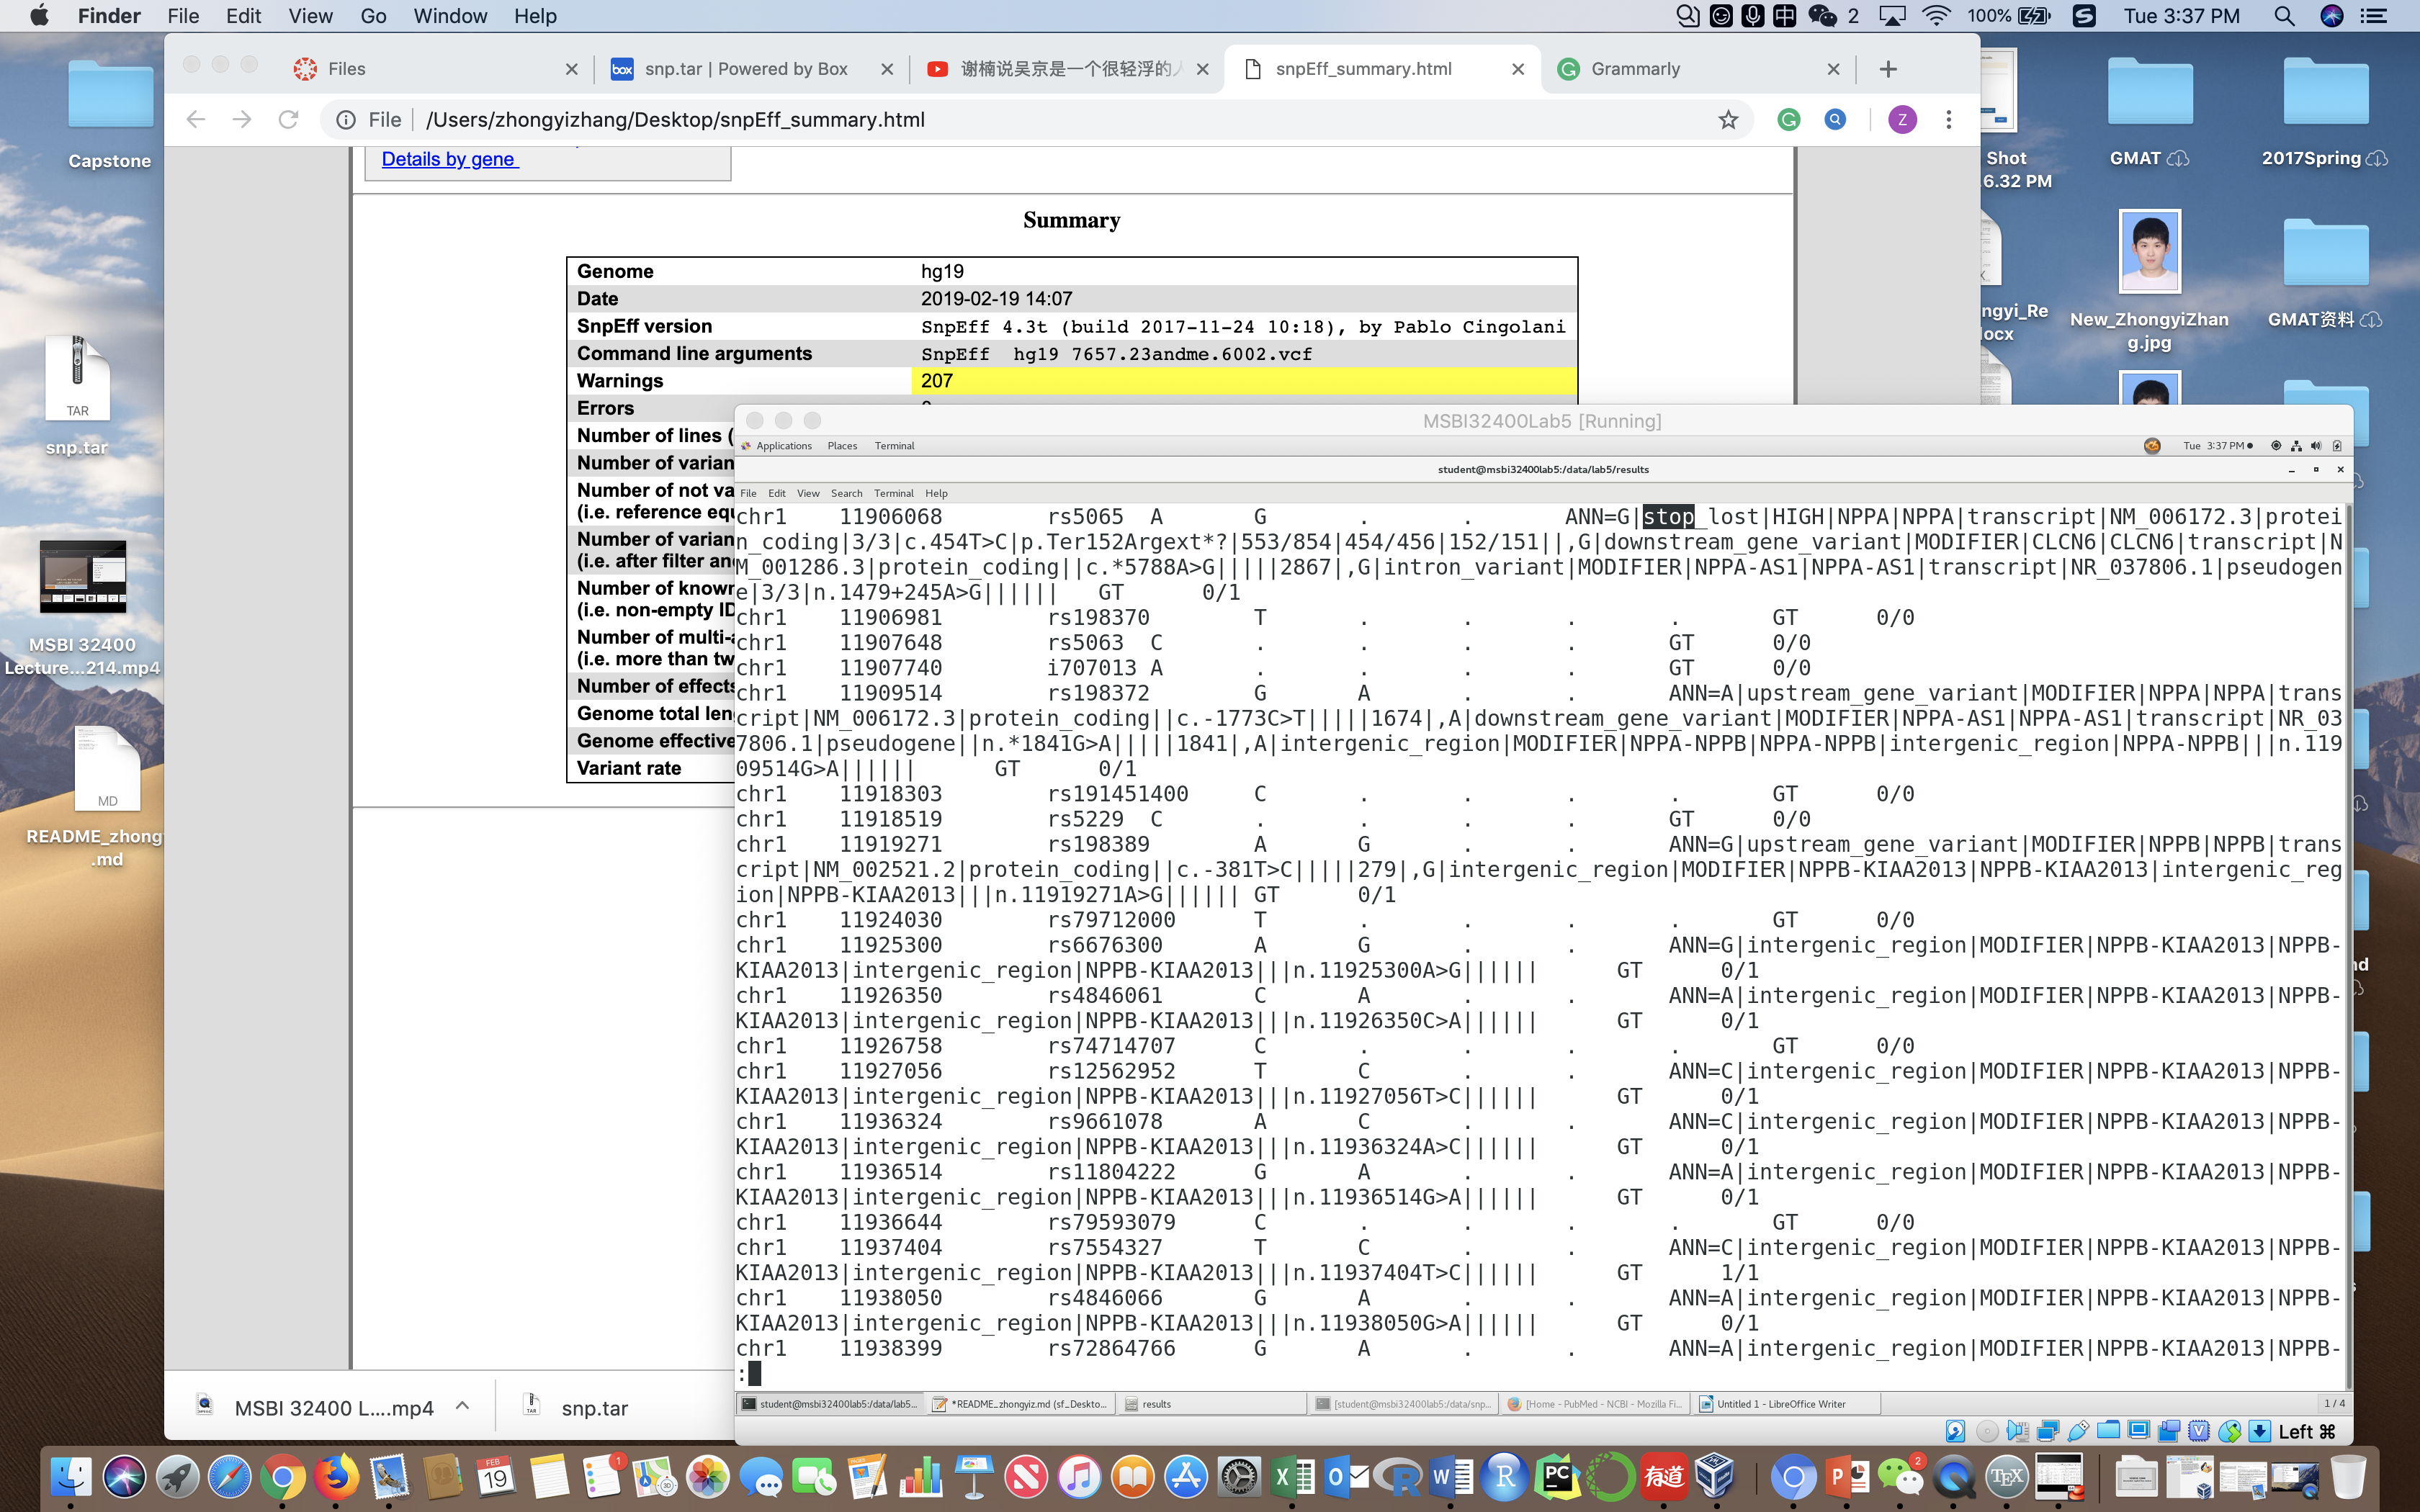 Finder File Edit View Go Window Help
2 100% Tue 3:37 PM
Files
snp.tar | Powered by Box
谢楠说吴京是一个很轻浮的
snpEff_summary.html
Grammarly
File /Users/zhongyizhang/Desktop/snpEff_summary.html
Z
Capstone
TAR
snp.tar
MSBI 32400
Lecture...214.mp4
MD
README_zhong
.md
Shot
6.32 PM
GMAT
2017Spring
ngyi_Re
ocx
New_ZhongyiZhan
g.jpg
GMAT资料
Details by gene
Summary
Genome hg19
Date 2019-02-19 14:07
SnpEff version SnpEff 4.3t (build 2017-11-24 10:18), by Pablo Cingolani
Command line arguments SnpEff hg19 7657.23andme.6002.vcf
Warnings 207
Errors
Number of lines (
Number of varian
Number of not va
(i.e. reference equ
Number of varian
(i.e. after filter an
Number of known
(i.e. non-empty ID
Number of multi-a
(i.e. more than tw
Number of effects
Genome total len
Genome effective
Variant rate
MSBI32400Lab5 [Running]
Applications Places Terminal Tue 3:37 PM
student@msbi32400lab5:/data/lab5/results
File Edit View Search Terminal Help
chr1 11906068 rs5065 A G . . ANN=G|stop_lost|HIGH|NPPA|NPPA|transcript|NM_006172.3|protei
n_coding|3/3|c.454T>C|p.Ter152Argext*?|553/854|454/456|152/151||,G|downstream_gene_variant|MODIFIER|CLCN6|CLCN6|transcript|N
M_001286.3|protein_coding||c.*5788A>G|||||2867|,G|intron_variant|MODIFIER|NPPA-AS1|NPPA-AS1|transcript|NR_037806.1|pseudogen
e|3/3|n.1479+245A>G|||||| GT 0/1
chr1 11906981 rs198370 T . . . . GT 0/0
chr1 11907648 rs5063 C . . . . GT 0/0
chr1 11907740 i707013 A . . . . GT 0/0
chr1 11909514 rs198372 G A . . ANN=A|upstream_gene_variant|MODIFIER|NPPA|NPPA|trans
cript|NM_006172.3|protein_coding||c.-1773C>T|||||1674|,A|downstream_gene_variant|MODIFIER|NPPA-AS1|NPPA-AS1|transcript|NR_03
7806.1|pseudogene||n.*1841G>A|||||1841|,A|intergenic_region|MODIFIER|NPPA-NPPB|NPPA-NPPB|intergenic_region|NPPA-NPPB|||n.119
09514G>A|||||| GT 0/1
chr1 11918303 rs191451400 C . . . . GT 0/0
chr1 11918519 rs5229 C . . . . GT 0/0
chr1 11919271 rs198389 A G . . ANN=G|upstream_gene_variant|MODIFIER|NPPB|NPPB|trans
cript|NM_002521.2|protein_coding||c.-381T>C|||||279|,G|intergenic_region|MODIFIER|NPPB-KIAA2013|NPPB-KIAA2013|intergenic_reg
ion|NPPB-KIAA2013|||n.11919271A>G|||||| GT 0/1
chr1 11924030 rs79712000 T . . . . GT 0/0
chr1 11925300 rs6676300 A G . . ANN=G|intergenic_region|MODIFIER|NPPB-KIAA2013|NPPB-
KIAA2013|intergenic_region|NPPB-KIAA2013|||n.11925300A>G|||||| GT 0/1
chr1 11926350 rs4846061 C A . . ANN=A|intergenic_region|MODIFIER|NPPB-KIAA2013|NPPB-
KIAA2013|intergenic_region|NPPB-KIAA2013|||n.11926350C>A|||||| GT 0/1
chr1 11926758 rs74714707 C . . . . GT 0/0
chr1 11927056 rs12562952 T C . . ANN=C|intergenic_region|MODIFIER|NPPB-KIAA2013|NPPB-
KIAA2013|intergenic_region|NPPB-KIAA2013|||n.11927056T>C|||||| GT 0/1
chr1 11936324 rs9661078 A C . . ANN=C|intergenic_region|MODIFIER|NPPB-KIAA2013|NPPB-
KIAA2013|intergenic_region|NPPB-KIAA2013|||n.11936324A>C|||||| GT 0/1
chr1 11936514 rs11804222 G A . . ANN=A|intergenic_region|MODIFIER|NPPB-KIAA2013|NPPB-
KIAA2013|intergenic_region|NPPB-KIAA2013|||n.11936514G>A|||||| GT 0/1
chr1 11936644 rs79593079 C . . . . GT 0/0
chr1 11937404 rs7554327 T C . . ANN=C|intergenic_region|MODIFIER|NPPB-KIAA2013|NPPB-
KIAA2013|intergenic_region|NPPB-KIAA2013|||n.11937404T>C|||||| GT 1/1
chr1 11938050 rs4846066 G A . . ANN=A|intergenic_region|MODIFIER|NPPB-KIAA2013|NPPB-
KIAA2013|intergenic_region|NPPB-KIAA2013|||n.11938050G>A|||||| GT 0/1
chr1 11938399 rs72864766 G A . . ANN=A|intergenic_region|MODIFIER|NPPB-KIAA2013|NPPB-
:
student@msbi32400lab5:/data/lab5...
*README_zhongyiz.md (sf_Deskto...
results
[student@msbi32400lab5:/data/snp...
[Home - PubMed - NCBI - Mozilla Fi...
Untitled 1 - LibreOffice Writer
1 / 4
Left ⌘
MSBI 32400 L....mp4
snp.tar
FEB
19
1
有道
2